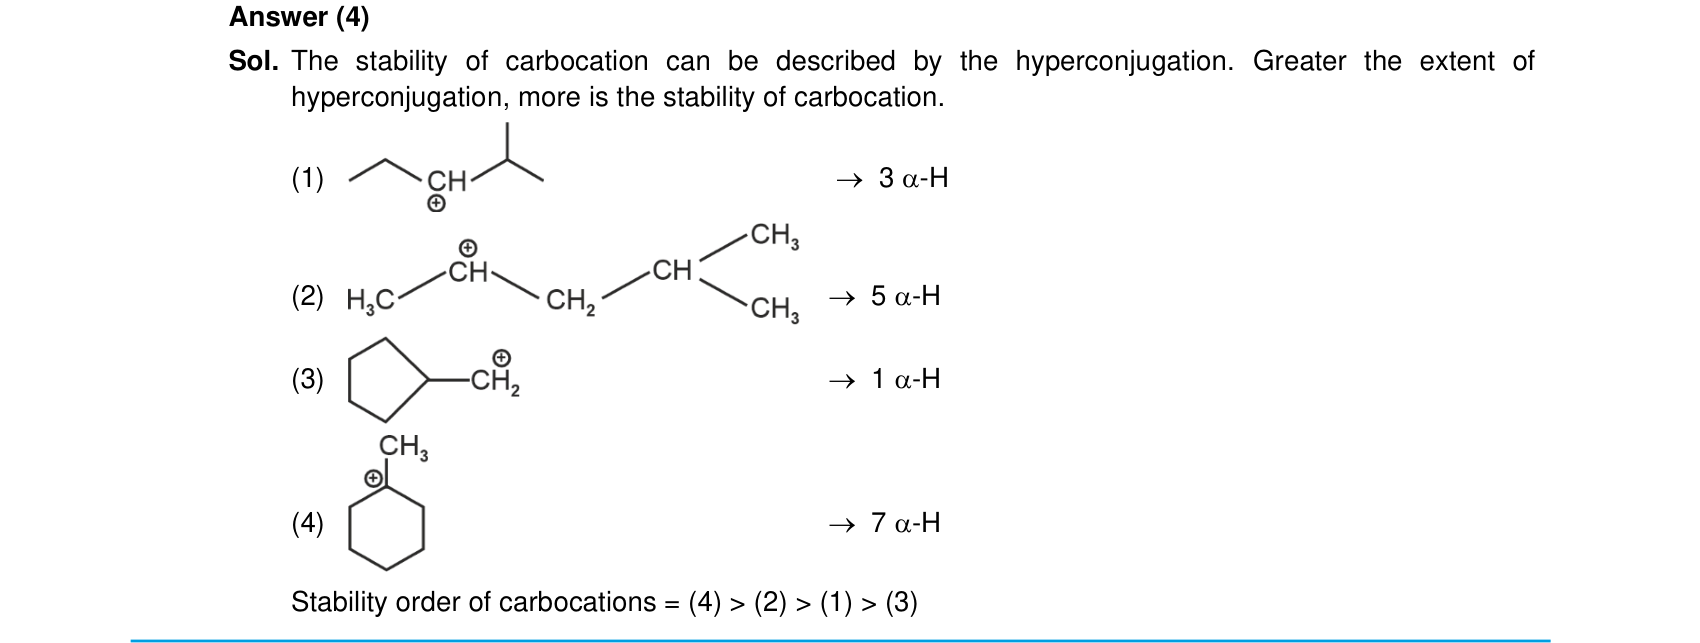 Answer (4)
Sol. The stability of carbocation can be described by the hyperconjugation. Greater the extent of
hyperconjugation, more is the stability of carbocation.
(1) CH ⊕ → 3 α-H
(2) H₃C CH ⊕ CH₂ CH CH₃ CH₃ → 5 α-H
(3) CH₂ ⊕ → 1 α-H
CH₃
⊕
(4) → 7 α-H
Stability order of carbocations = (4) > (2) > (1) > (3)